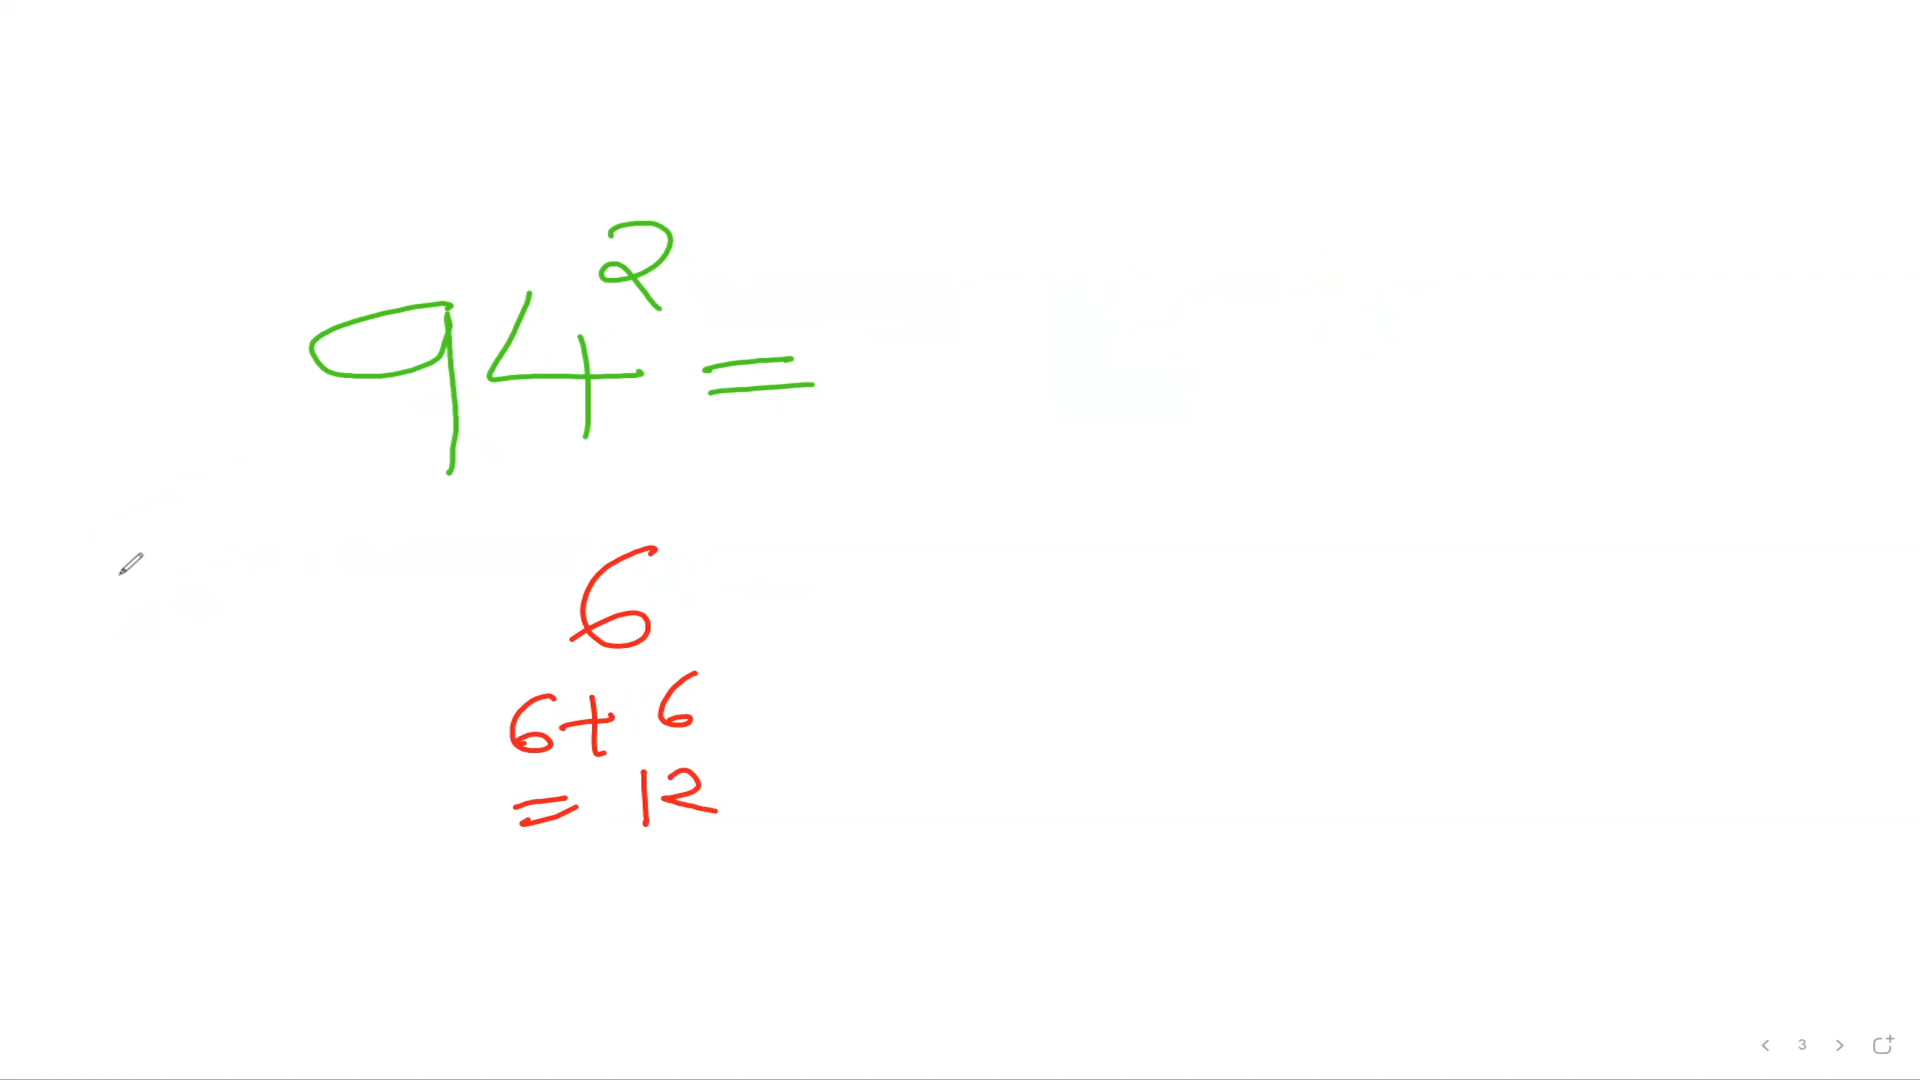 94² =
6
6 + 6
= 12
3